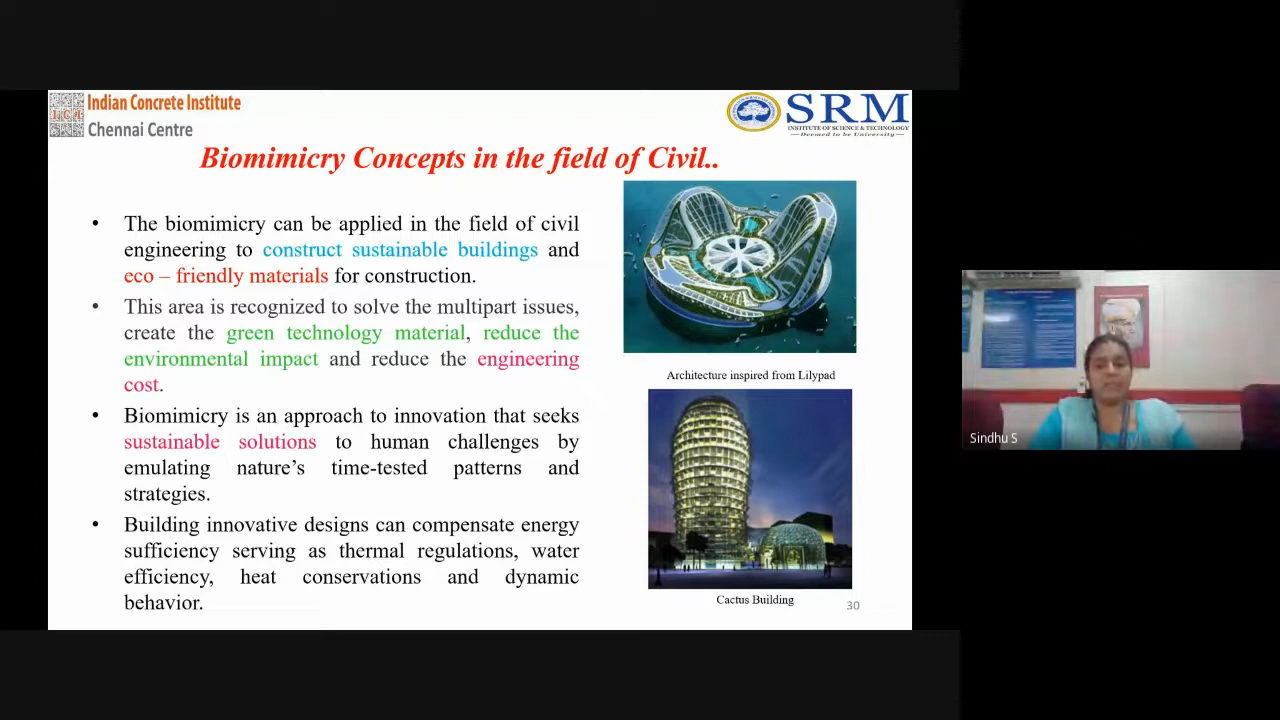 Indian Concrete Institute
Chennai Centre
ICI
SRM
INSTITUTE OF SCIENCE & TECHNOLOGY
Deemed to be University
Biomimicry Concepts in the field of Civil..
• The biomimicry can be applied in the field of civil
engineering to construct sustainable buildings and
eco – friendly materials for construction.
• This area is recognized to solve the multipart issues,
create the green technology material, reduce the
environmental impact and reduce the engineering
cost.
• Biomimicry is an approach to innovation that seeks
sustainable solutions to human challenges by
emulating nature’s time-tested patterns and
strategies.
• Building innovative designs can compensate energy
sufficiency serving as thermal regulations, water
efficiency, heat conservations and dynamic
behavior.
Architecture inspired from Lilypad
Cactus Building
30
Sindhu S